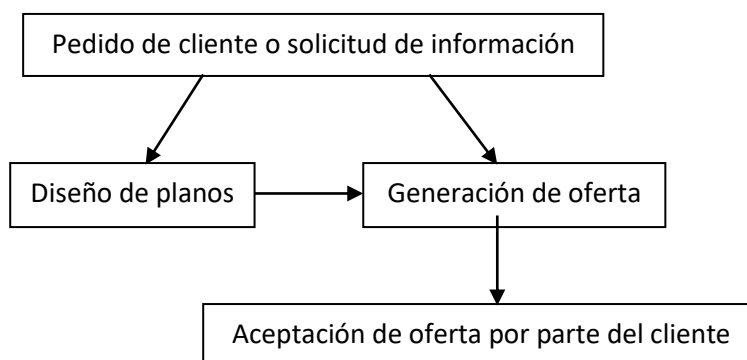 Pedido de cliente o solicitud de información
Diseño de planos
Generación de oferta
Aceptación de oferta por parte del cliente